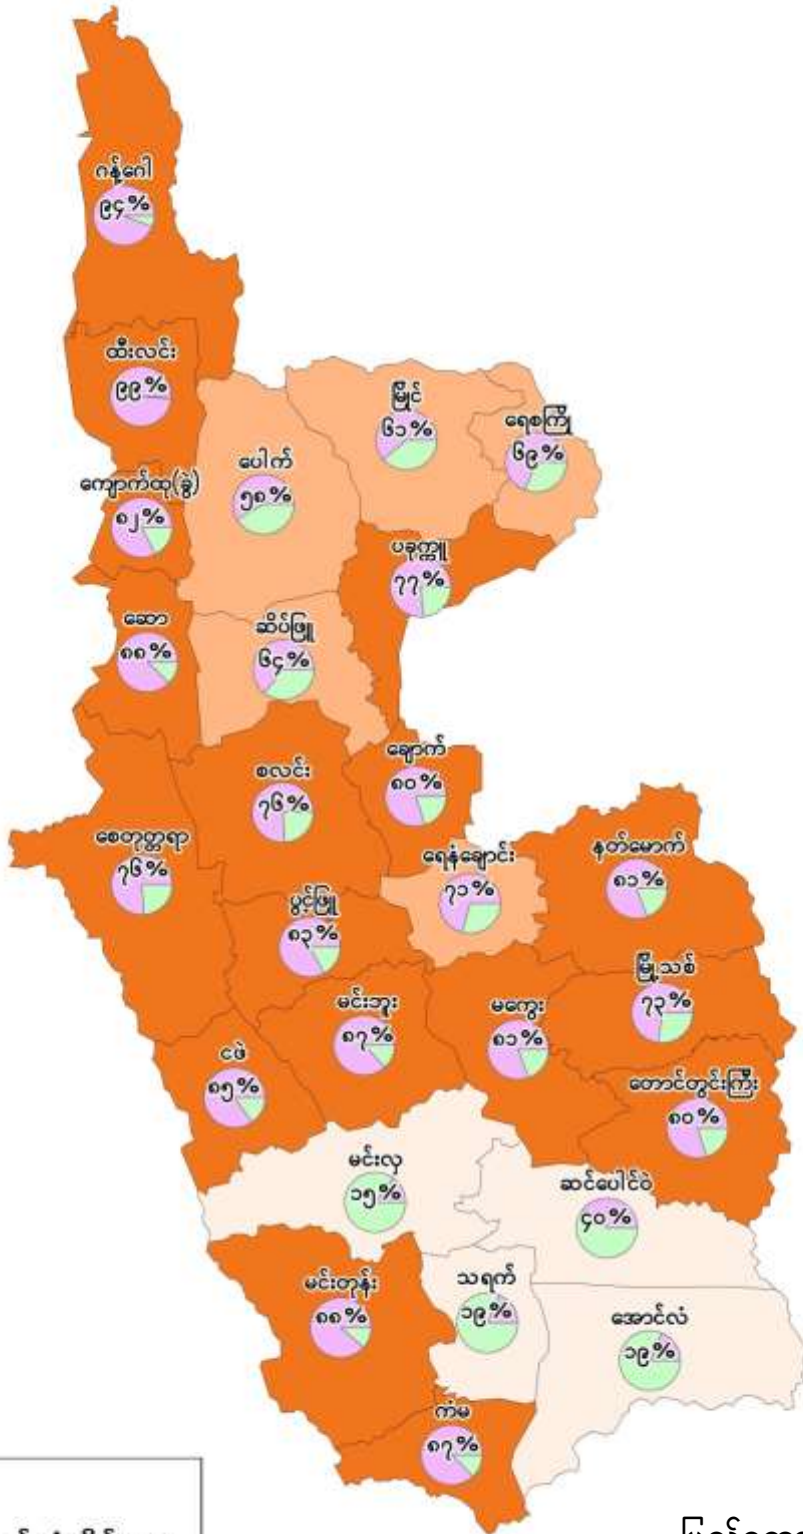 ဂန့်ဂေါ
၉၄%
ထီးလင်း
၉၉%
မြိုင်
၆၁%
ရေစကြို
၆၉%
ပေါက်
၅၈%
ကျောက်ထု(ခွဲ)
၈၂%
ပခုက္ကူ
၇၇%
ဆော
၈၈%
ဆိပ်ဖြူ
၆၄%
ချောက်
၈၀%
စလင်း
၇၆%
စေတုတ္တရာ
၇၆%
ရေနံချောင်း
၇၁%
နတ်မောက်
၈၁%
ပွင့်ဖြူ
၈၃%
မြို့သစ်
၇၃%
မင်းဘူး
၈၇%
မကွေး
၈၁%
ငဖဲ
၈၅%
တောင်တွင်းကြီး
၈၀%
မင်းလှ
၁၅%
ဆင်ပေါင်ဝဲ
၄၀%
မင်းတုန်း
၈၈%
သရက်
၁၉%
အောင်လံ
၁၉%
ကံမ
၈၇%